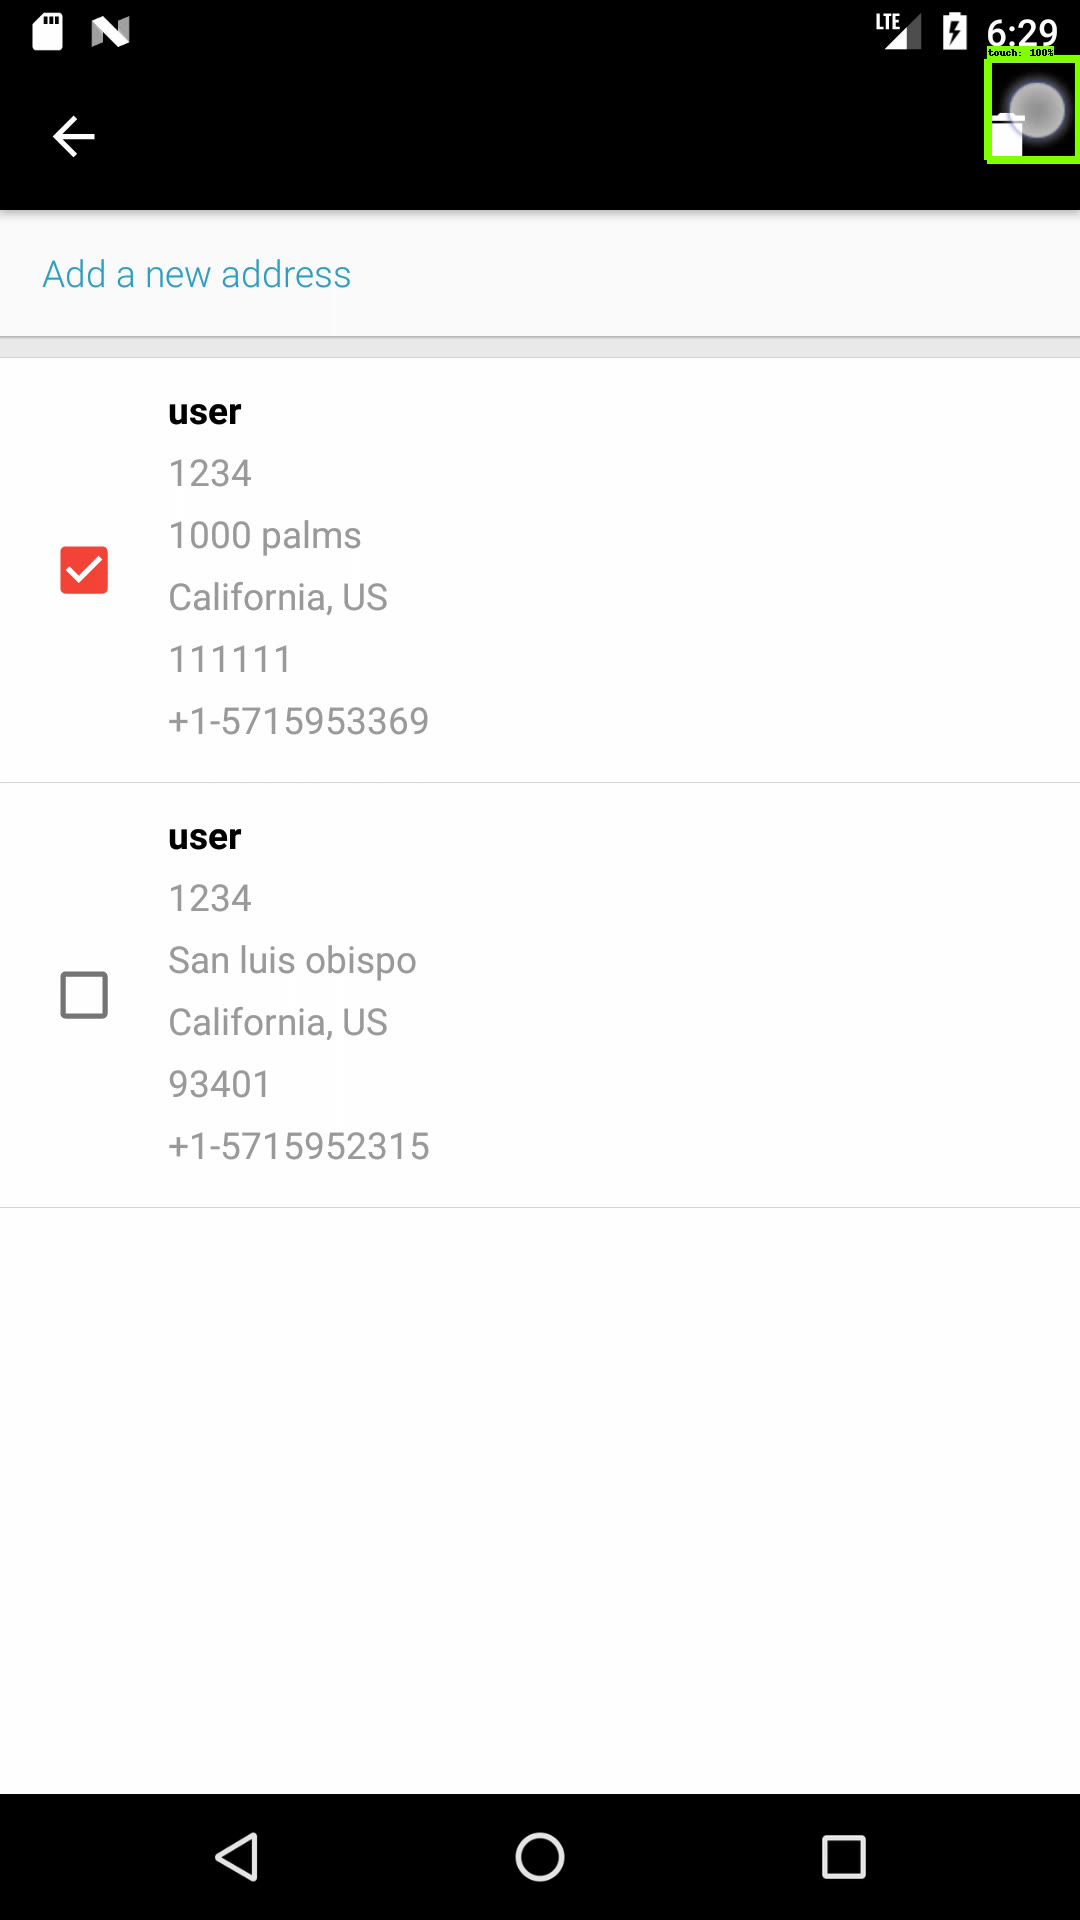 LTE 6:29
touch: 100%
Add a new address
user
1234
1000 palms
California, US
111111
+1-5715953369
user
1234
San luis obispo
California, US
93401
+1-5715952315